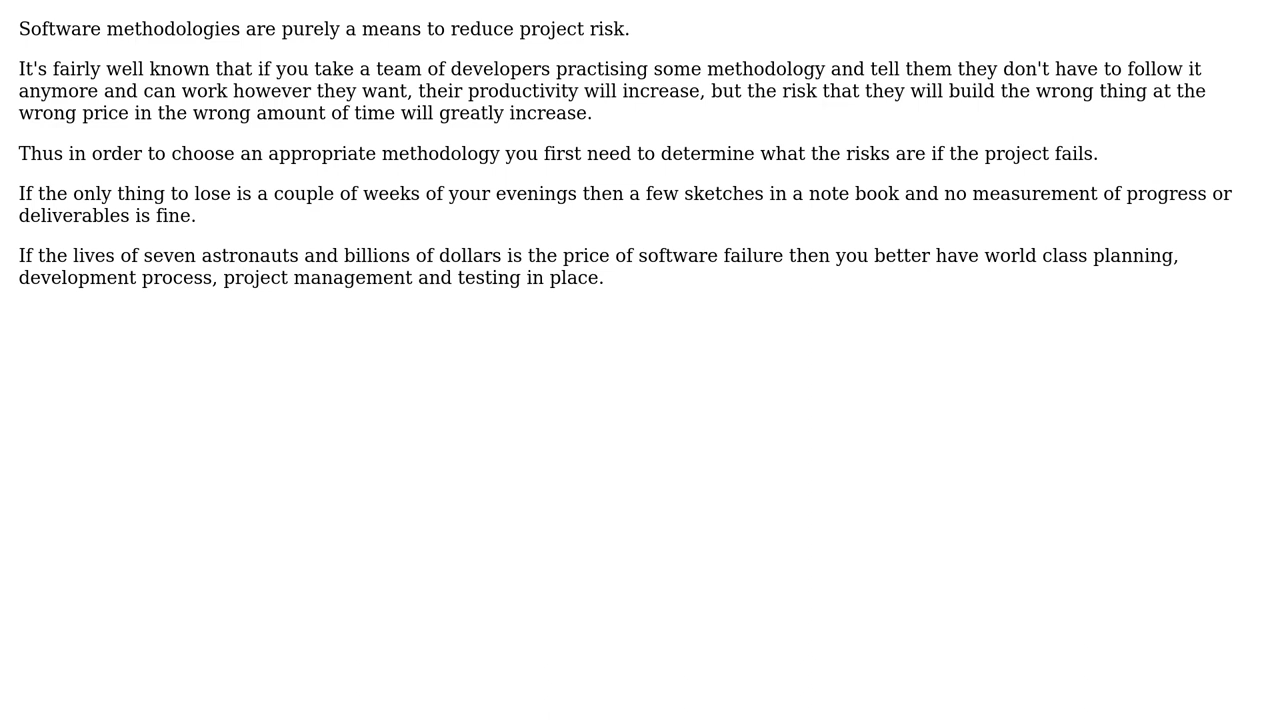 Software methodologies are purely a means to reduce project risk.
It's fairly well known that if you take a team of developers practising some methodology and tell them they don't have to follow it
anymore and can work however they want, their productivity will increase, but the risk that they will build the wrong thing at the
wrong price in the wrong amount of time will greatly increase.
Thus in order to choose an appropriate methodology you first need to determine what the risks are if the project fails.
If the only thing to lose is a couple of weeks of your evenings then a few sketches in a note book and no measurement of progress or
deliverables is fine.
If the lives of seven astronauts and billions of dollars is the price of software failure then you better have world class planning,
development process, project management and testing in place.